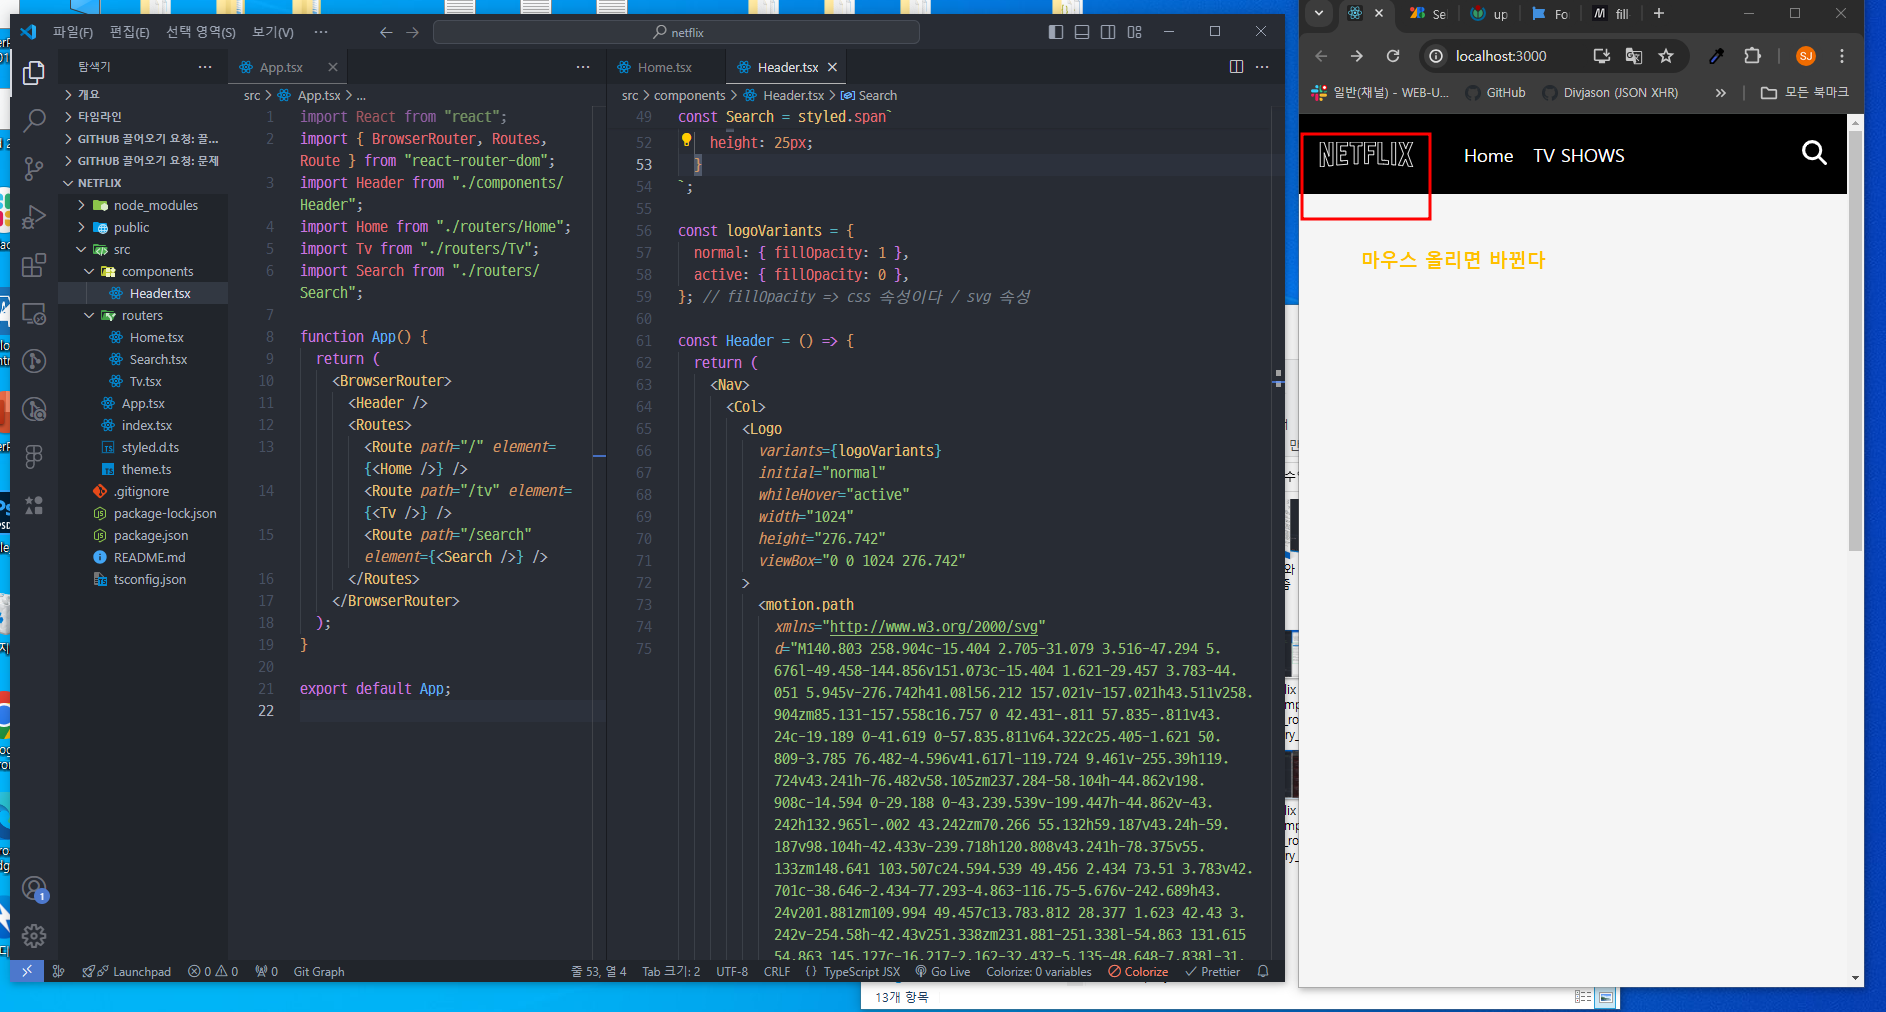 파일(F) 편집(E) 선택 영역(S) 보기(V) ···
netflix
탐색기
개요
타임라인
GITHUB 끌어오기 요청: 끌...
GITHUB 끌어오기 요청: 문제
NETFLIX
node_modules
public
src
components
Header.tsx
routers
Home.tsx
Search.tsx
Tv.tsx
App.tsx
index.tsx
styled.d.ts
theme.ts
.gitignore
package-lock.json
package.json
README.md
tsconfig.json
App.tsx
src > App.tsx > ...
1 import React from "react";
2 import { BrowserRouter, Routes,
Route } from "react-router-dom";
3 import Header from "./components/
Header";
4 import Home from "./routers/Home";
5 import Tv from "./routers/Tv";
6 import Search from "./routers/
Search";
7
8 function App() {
9 return (
10 <BrowserRouter>
11 <Header />
12 <Routes>
13 <Route path="/" element=
{<Home />} />
14 <Route path="/tv" element=
{<Tv />} />
15 <Route path="/search"
element={<Search />} />
16 </Routes>
17 </BrowserRouter>
18 );
19 }
20
21 export default App;
22
Home.tsx Header.tsx
src > components > Header.tsx > Search
49 const Search = styled.span`
52 height: 25px;
53 }
54 `;
55
56 const logoVariants = {
57 normal: { fillOpacity: 1 },
58 active: { fillOpacity: 0 },
59 }; // fillOpacity => css 속성이다 / svg 속성
60
61 const Header = () => {
62 return (
63 <Nav>
64 <Col>
65 <Logo
66 variants={logoVariants}
67 initial="normal"
68 whileHover="active"
69 width="1024"
70 height="276.742"
71 viewBox="0 0 1024 276.742"
72 >
73 <motion.path
74 xmlns="http://www.w3.org/2000/svg"
75 d="M140.803 258.904c-15.404 2.705-31.079 3.516-47.294 5.
676l-49.458-144.856v151.073c-15.404 1.621-29.457 3.783-44.
051 5.945v-276.742h41.08l56.212 157.021v-157.021h43.511v258.
904zm85.131-157.558c16.757 0 42.431-.811 57.835-.811v43.
24c-19.189 0-41.619 0-57.835.811v64.322c25.405-1.621 50.
809-3.785 76.482-4.596v41.617l-119.724 9.461v-255.39h119.
724v43.241h-76.482v58.105zm237.284-58.104h-44.862v198.
908c-14.594 0-29.188 0-43.239.539v-199.447h-44.862v-43.
242h132.965l-.002 43.242zm70.266 55.132h59.187v43.24h-59.
187v98.104h-42.433v-239.718h120.808v43.241h-78.375v55.
133zm148.641 103.507c24.594.539 49.456 2.434 73.51 3.783v42.
701c-38.646-2.434-77.293-4.863-116.75-5.676v-242.689h43.
24v201.881zm109.994 49.457c13.783.812 28.377 1.623 42.43 3.
242v-254.58h-42.43v251.338zm231.881-251.338l-54.863 131.615
54.863 145.127c-16.217-2.162-32.432-5.135-48.648-7.838l-31.
Launchpad 0 0 0 Git Graph
줄 53, 열 4 Tab 크기: 2 UTF-8 CRLF {} TypeScript JSX Go Live Colorize: 0 variables Colorize Prettier
13개 항목
Se up Fo fill
localhost:3000
SJ
일반(채널) - WEB-U... GitHub Divjason (JSON XHR) » 모든 북마크
NETFLIX Home TV SHOWS
마우스 올리면 바뀐다